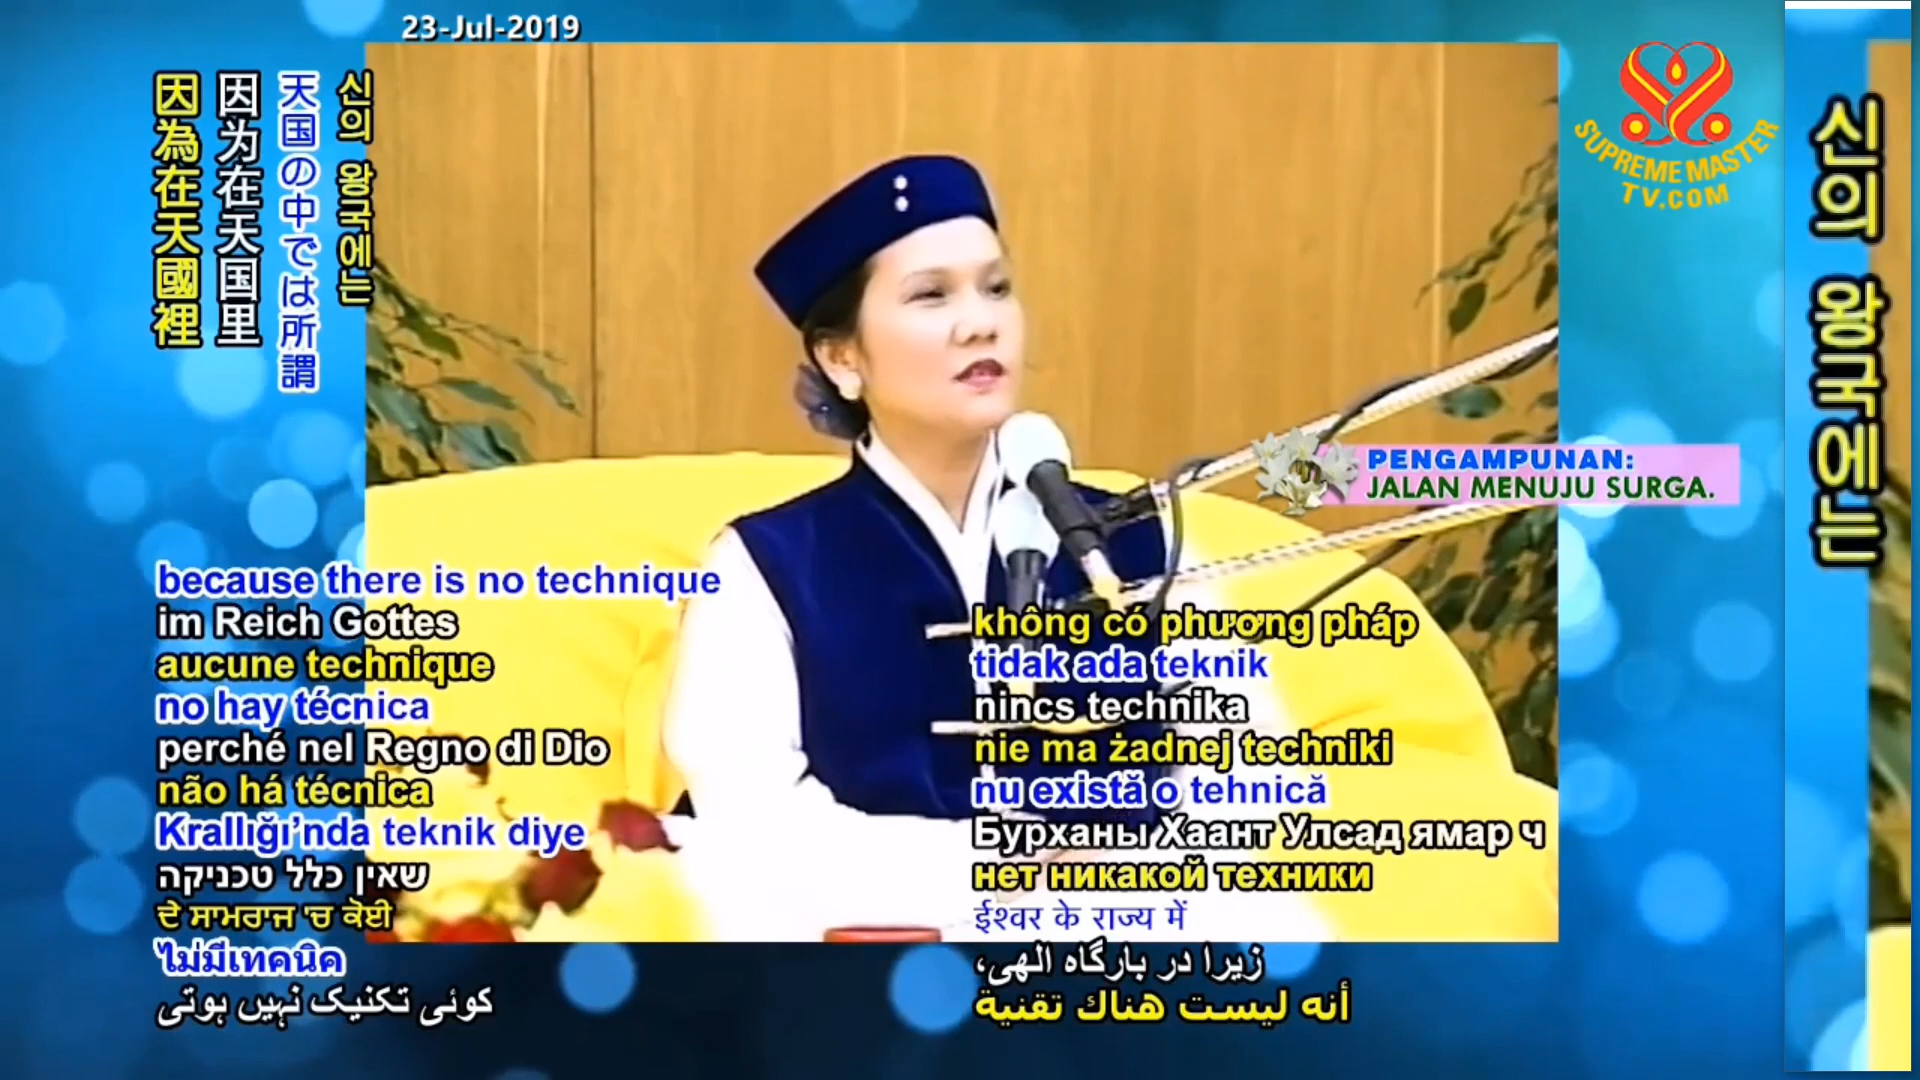 23-Jul-2019
신의 왕국에는
天国の中では所謂
因为在天国里
因為在天國裡
SUPREME MASTER
TV.COM
신의 왕국에는
PENGAMPUNAN:
JALAN MENUJU SURGA.
because there is no technique
im Reich Gottes
aucune technique
no hay técnica
perché nel Regno di Dio
não há técnica
Krallığı’nda teknik diye
שאין כלל טכניקה
ਦੇ ਸਾਮਰਾਜ 'ਚ ਕੋਈ
ไม่มีเทคนิค
کوئی تکنیک نہیں ہوتی
không có phương pháp
tidak ada teknik
nincs technika
nie ma żadnej techniki
nu există o tehnică
Бурханы Хаант Улсад ямар ч
нет никакой техники
ईश्वर के राज्य में
زیرا در بارگاه الهی،
أنه ليست هناك تقنية